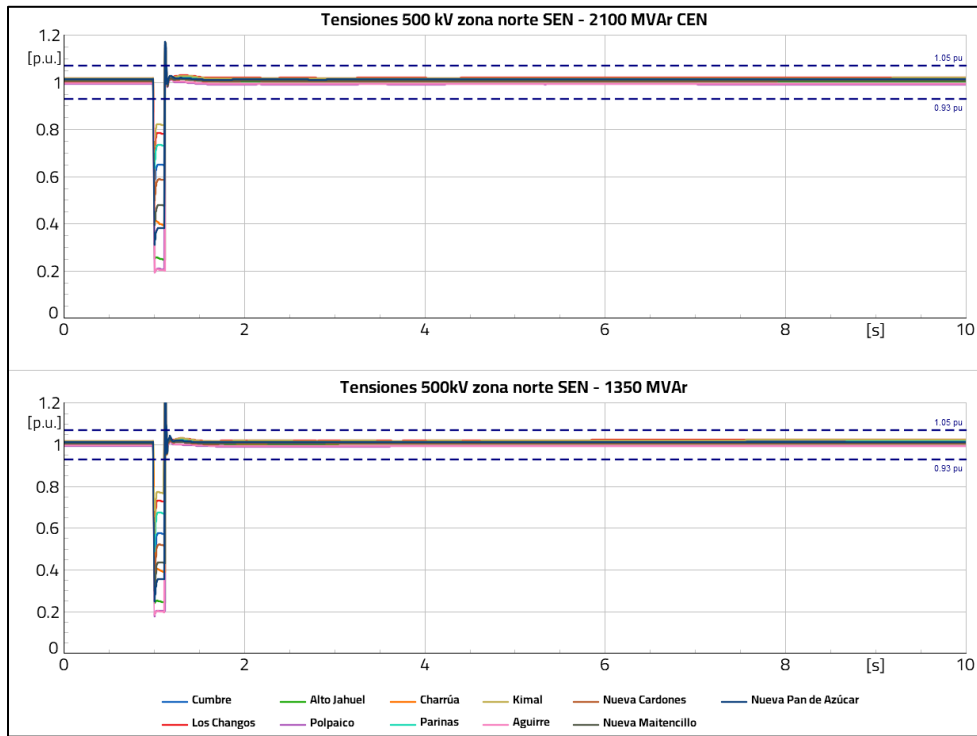 Tensiones 500 kV zona norte SEN - 2100 MVAr CEN
1.2
[p.u.]
1.05 pu
1
0.93 pu
0.8
0.6
0.4
0.2
0
0 2 4 6 8 [s] 10
Tensiones 500kV zona norte SEN - 1350 MVAr
1.2
[p.u.]
1.05 pu
1
0.93 pu
0.8
0.6
0.4
0.2
0
0 2 4 6 8 [s] 10
Cumbre Alto Jahuel Charrúa Kimal Nueva Cardones Nueva Pan de Azúcar
Los Changos Polpaico Parinas Aguirre Nueva Maitencillo